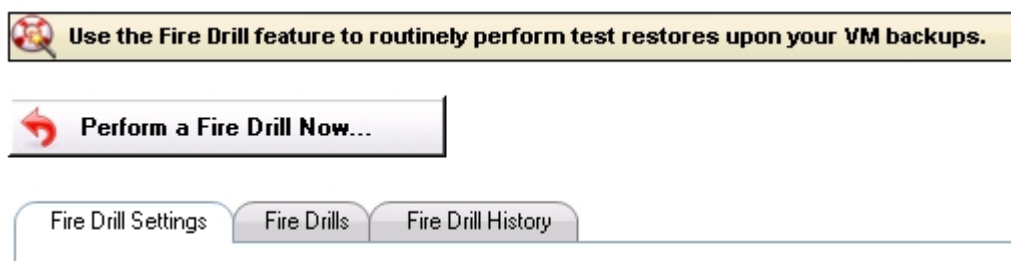 Use the Fire Drill feature to routinely perform test restores upon your VM backups.
Perform a Fire Drill Now...
Fire Drill Settings Fire Drills Fire Drill History